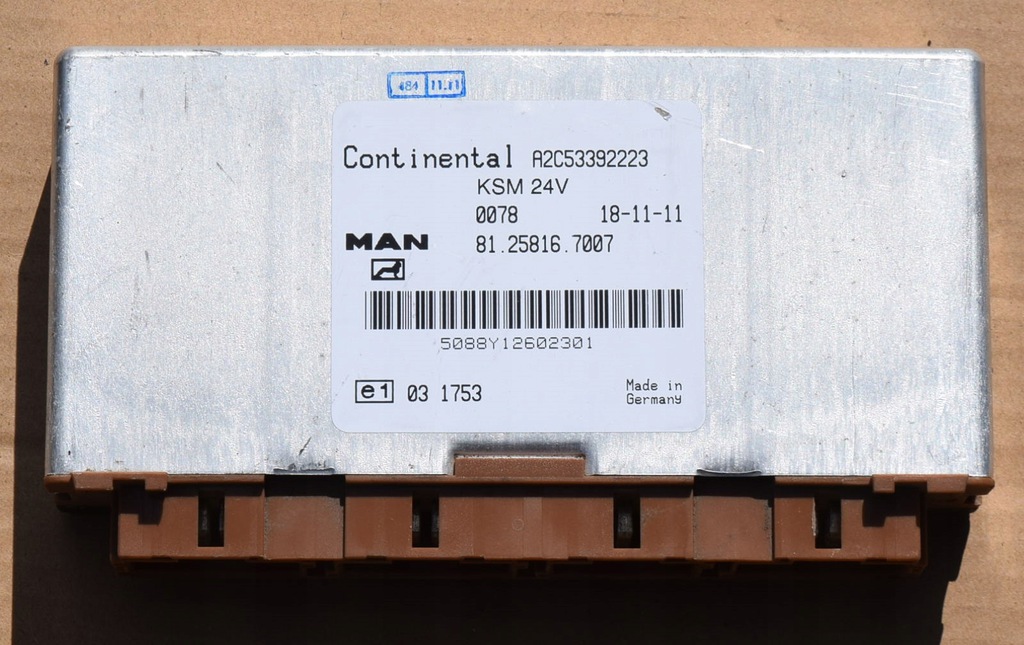 484 11.11
Continental A2C53392223
KSM 24V
0078 18-11-11
MAN 81.25816.7007
5088Y12602301
e1 03 1753
Made in
Germany